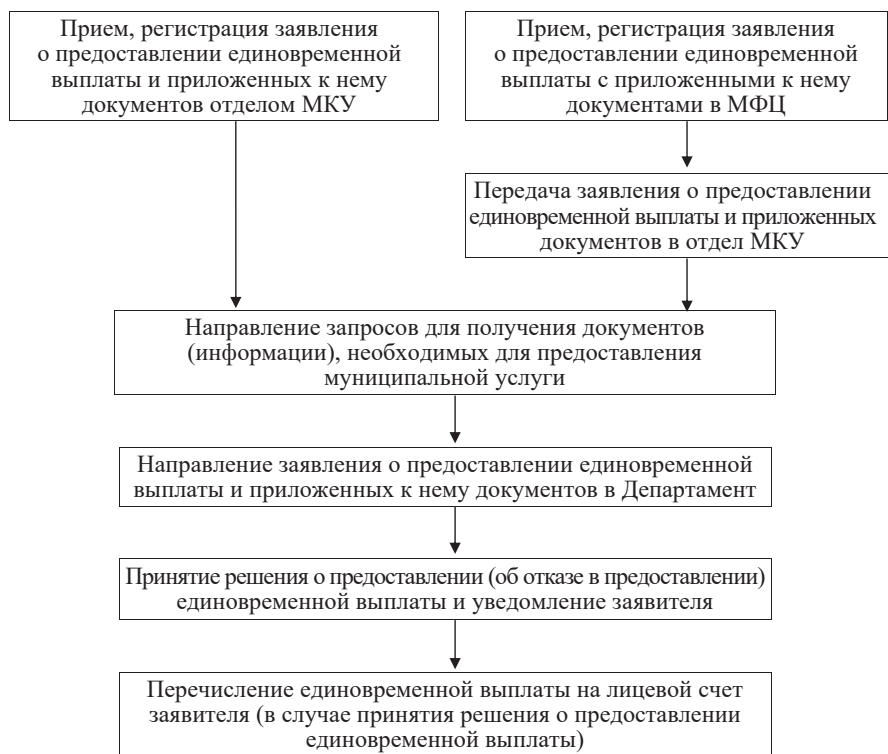 Прием, регистрация заявления
о предоставлении единовременной
выплаты и приложенных к нему
документов отделом МКУ
Прием, регистрация заявления
о предоставлении единовременной
выплаты с приложенными к нему
документами в МФЦ
Передача заявления о предоставлении
единовременной выплаты и приложенных
документов в отдел МКУ
Направление запросов для получения документов
(информации), необходимых для предоставления
муниципальной услуги
Направление заявления о предоставлении единовременной
выплаты и приложенных к нему документов в Департамент
Принятие решения о предоставлении (об отказе в предоставлении)
единовременной выплаты и уведомление заявителя
Перечисление единовременной выплаты на лицевой счет
заявителя (в случае принятия решения о предоставлении
единовременной выплаты)